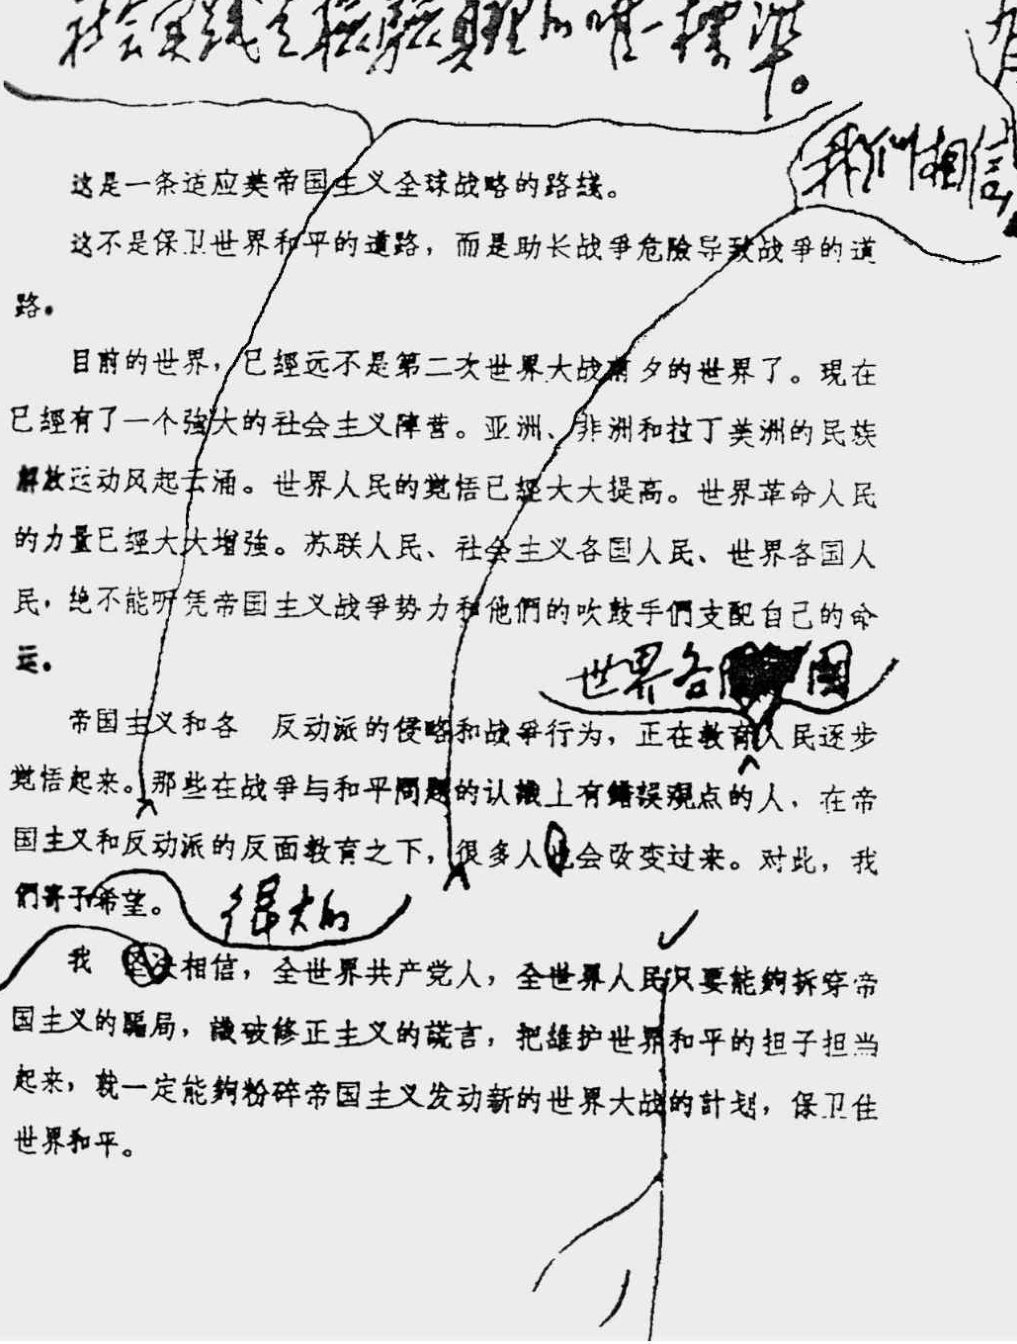 社会实践是检验真理的唯一标准。
我们相信,
这是一条适应美帝国主义全球战略的路线。
这不是保卫世界和平的道路，而是助长战爭危險导致战爭的道
路。
目前的世界，已經远不是第二次世界大战前夕的世界了。現在
已經有了一个強大的社会主义陣营。亚洲、非洲和拉丁美洲的民族
解放运动风起云涌。世界人民的觉悟已經大大提高。世界革命人民
的力量已經大大增強。苏联人民、社会主义各国人民、世界各国人
民，绝不能听凭帝国主义战爭势力和他們的吹鼓手們支配自己的命
运。
世界各国
帝国主义和各 反动派的侵略和战爭行为，正在教育人民逐步
觉悟起来。那些在战爭与和平問题的认識上有錯誤观点的人，在帝
国主义和反动派的反面教育之下，很多人也会改变过来。对此，我
們寄予希望。
很大的
我 坚决相信，全世界共产党人，全世界人民只要能夠拆穿帝
国主义的騙局，識破修正主义的謊言，把維护世界和平的担子担当
起来，就一定能夠粉碎帝国主义发动新的世界大战的計划，保卫住
世界和平。